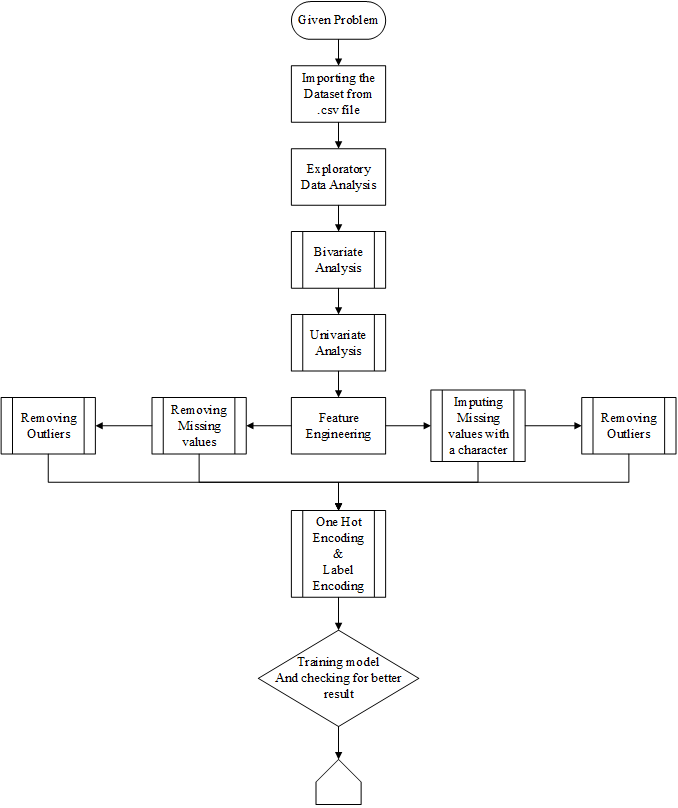 Given Problem
Importing the
Dataset from
.csv file
Exploratory
Data Analysis
Bivariate
Analysis
Univariate
Analysis
Removing
Outliers
Removing
Missing
values
Feature
Engineering
Imputing
Missing
values with
a character
Removing
Outliers
One Hot
Encoding
&
Label
Encoding
Training model
And checking for better
result